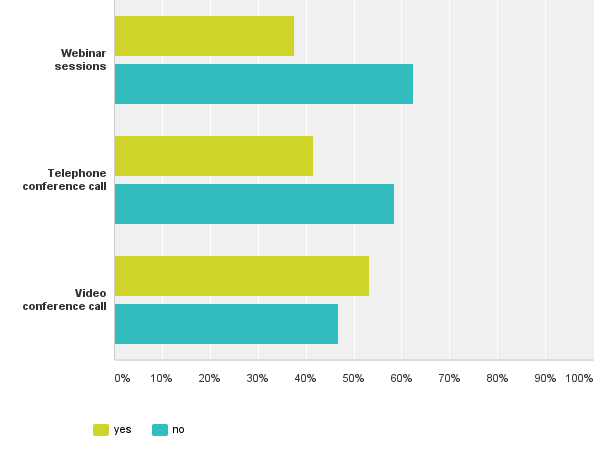 Webinar
sessions
Telephone
conference call
Video
conference call
0% 10% 20% 30% 40% 50% 60% 70% 80% 90% 100%
yes no